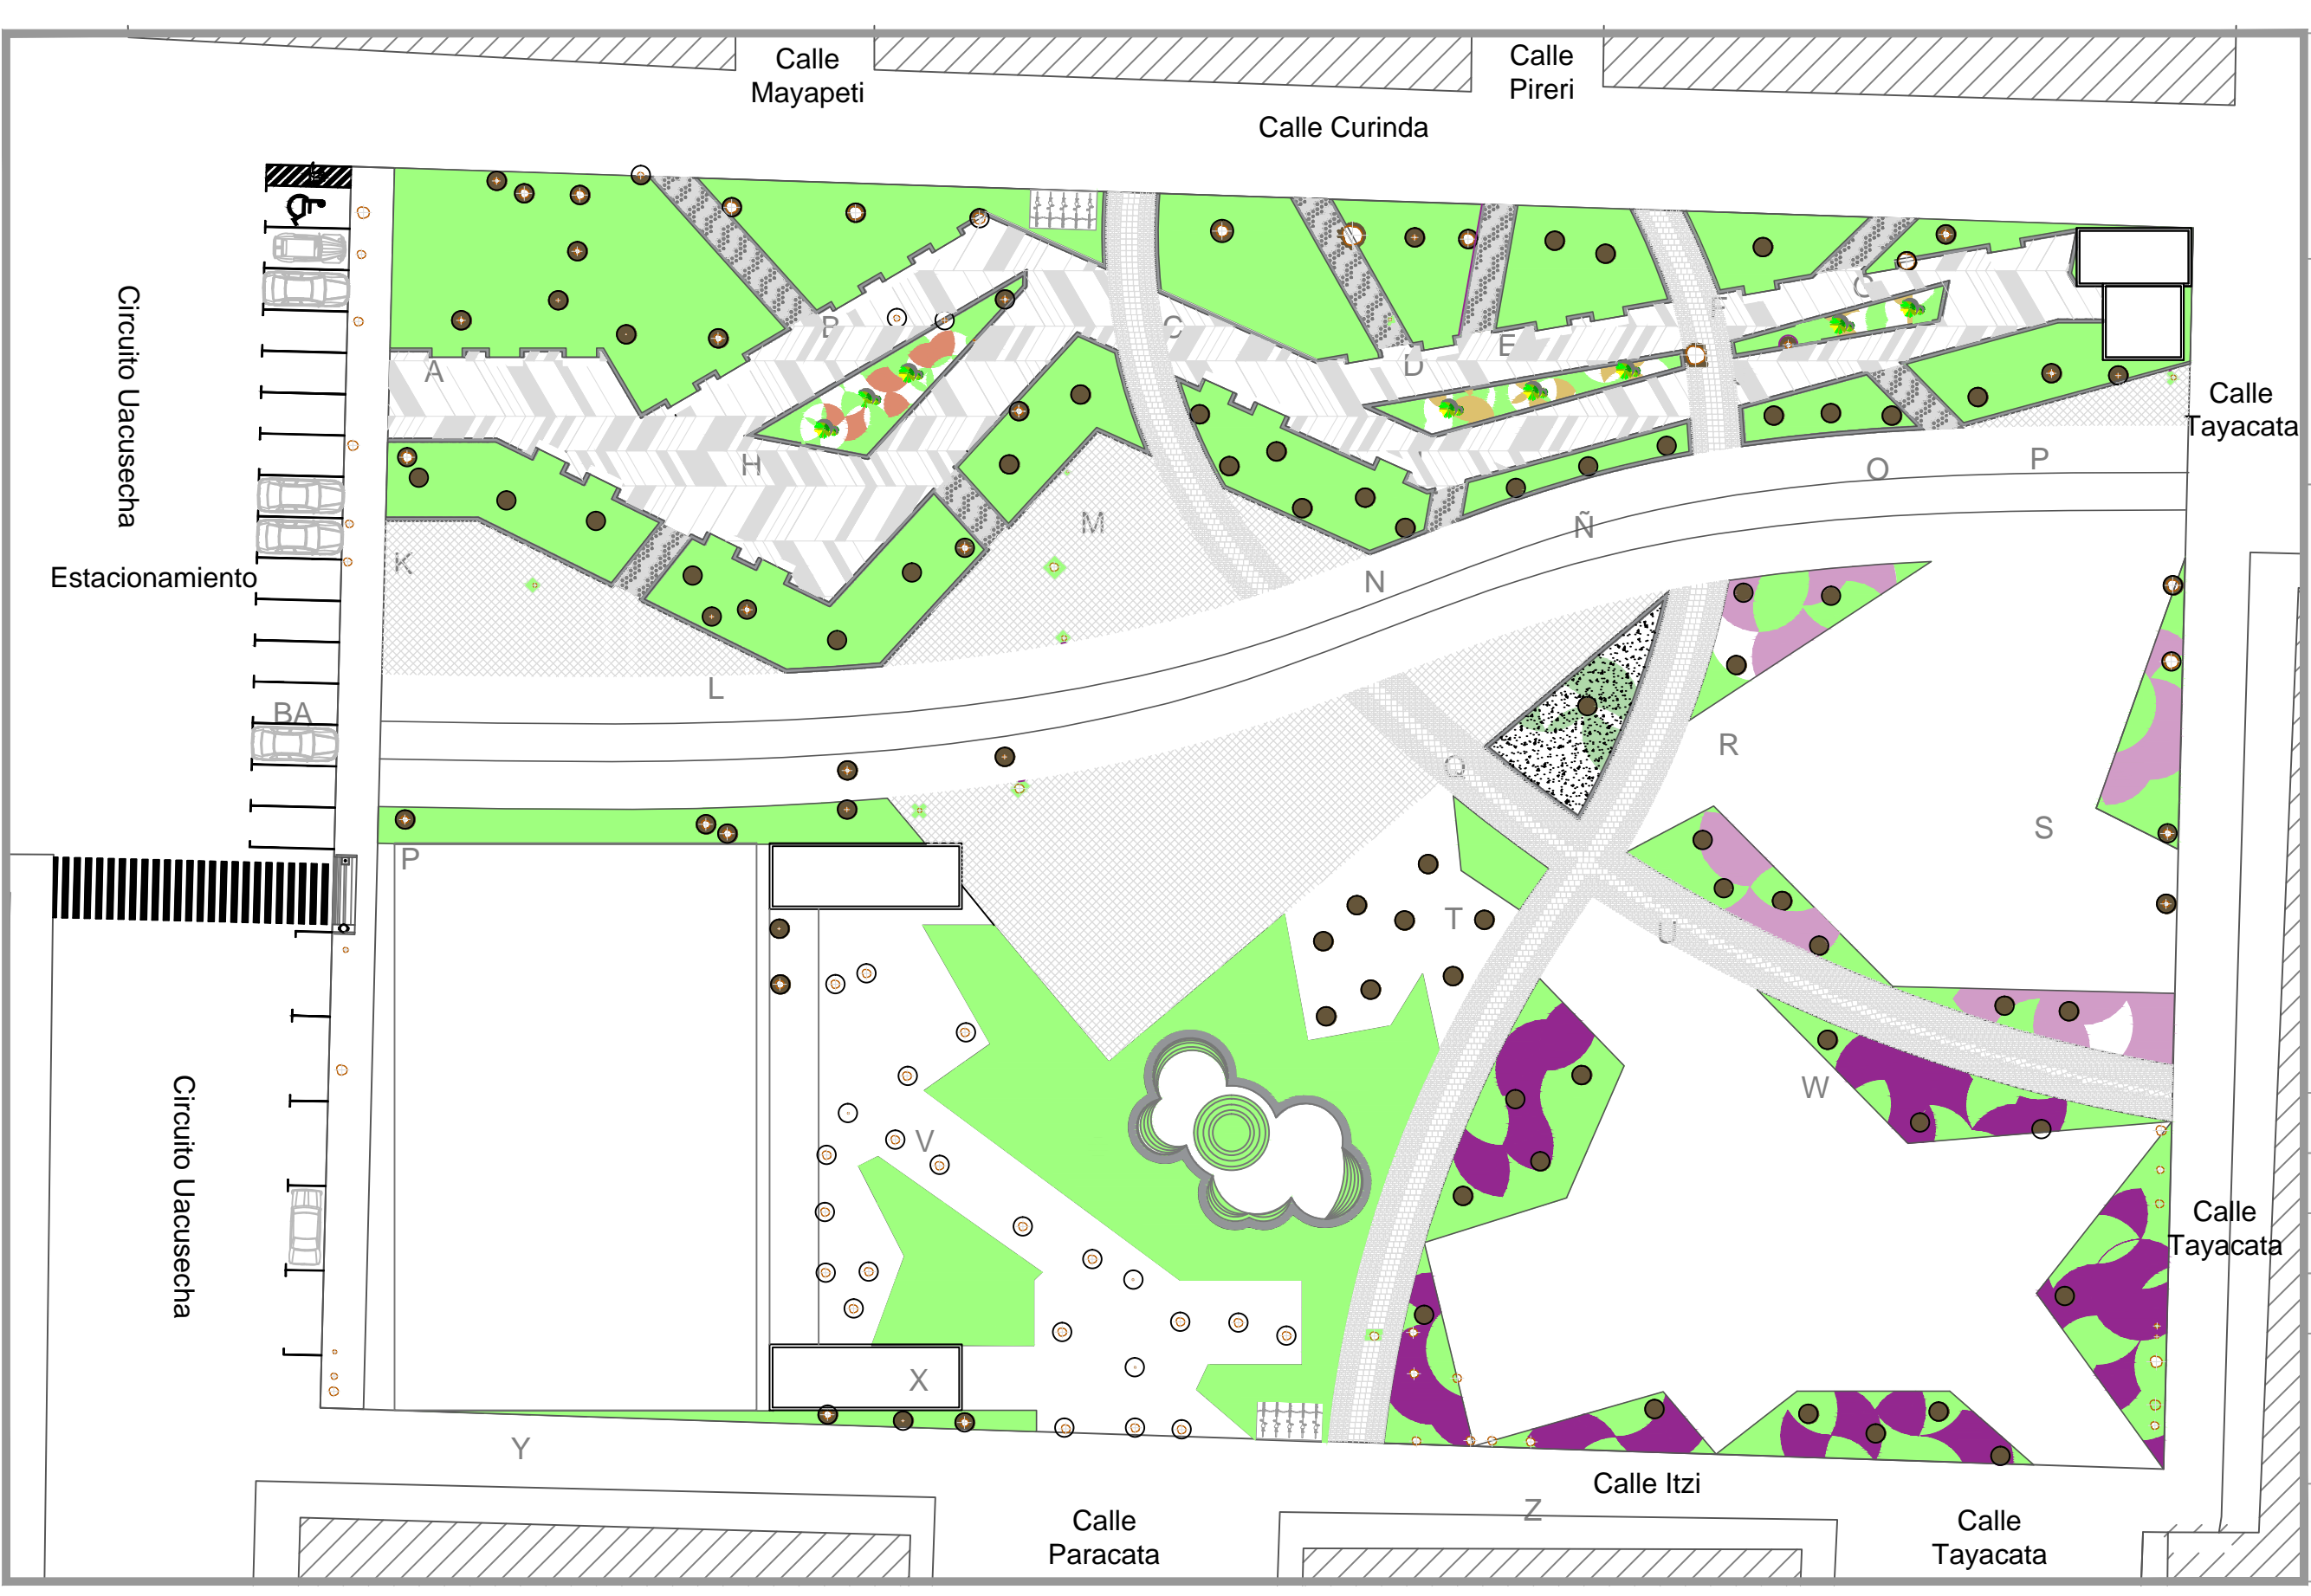 Calle
Mayapeti
Calle
Pireri
Calle Curinda
Circuito Uacusecha
A
B
C
D
E
F
G
H
Calle
Tayacata
K
M
N
Ñ
O
P
Estacionamiento
L
BA
Q
R
S
P
T
U
V
W
X
Circuito Uacusecha
Calle
Tayacata
Y
Z
Calle Itzi
Calle
Paracata
Calle
Tayacata